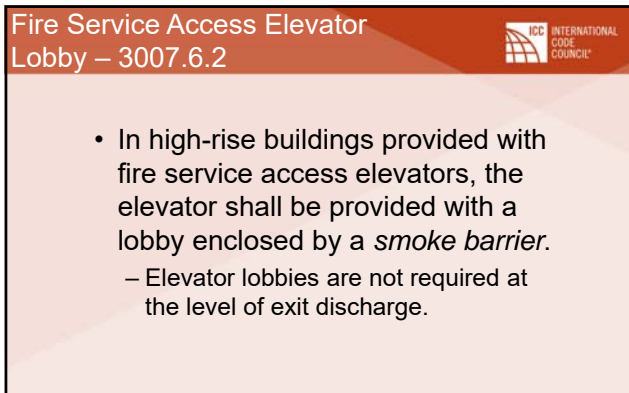 Fire Service Access Elevator
Lobby – 3007.6.2
ICC INTERNATIONAL
CODE
COUNCIL®
• In high-rise buildings provided with
fire service access elevators, the
elevator shall be provided with a
lobby enclosed by a smoke barrier.
– Elevator lobbies are not required at
the level of exit discharge.